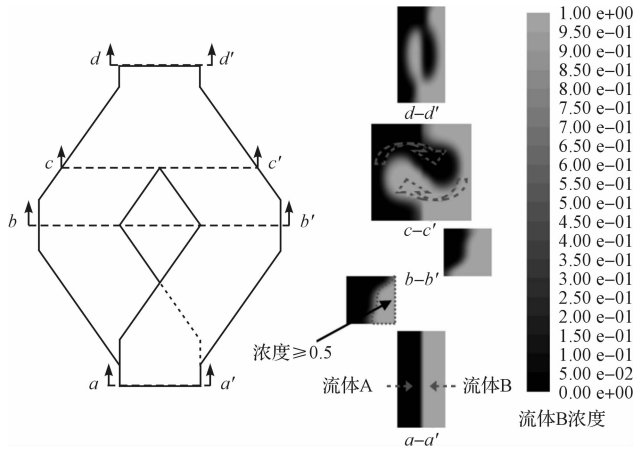 d
d′
c
c′
b
b′
a
a′
d-d′
c-c′
b-b′
浓度≥0.5
流体A
流体B
a-a′
1.00 e+00
9.50 e-01
9.00 e-01
8.50 e-01
8.00 e-01
7.50 e-01
7.00 e-01
6.50 e-01
6.00 e-01
5.50 e-01
5.00 e-01
4.50 e-01
4.00 e-01
3.50 e-01
3.00 e-01
2.50 e-01
2.00 e-01
1.50 e-01
1.00 e-01
5.00 e-02
0.00 e+00
流体B浓度